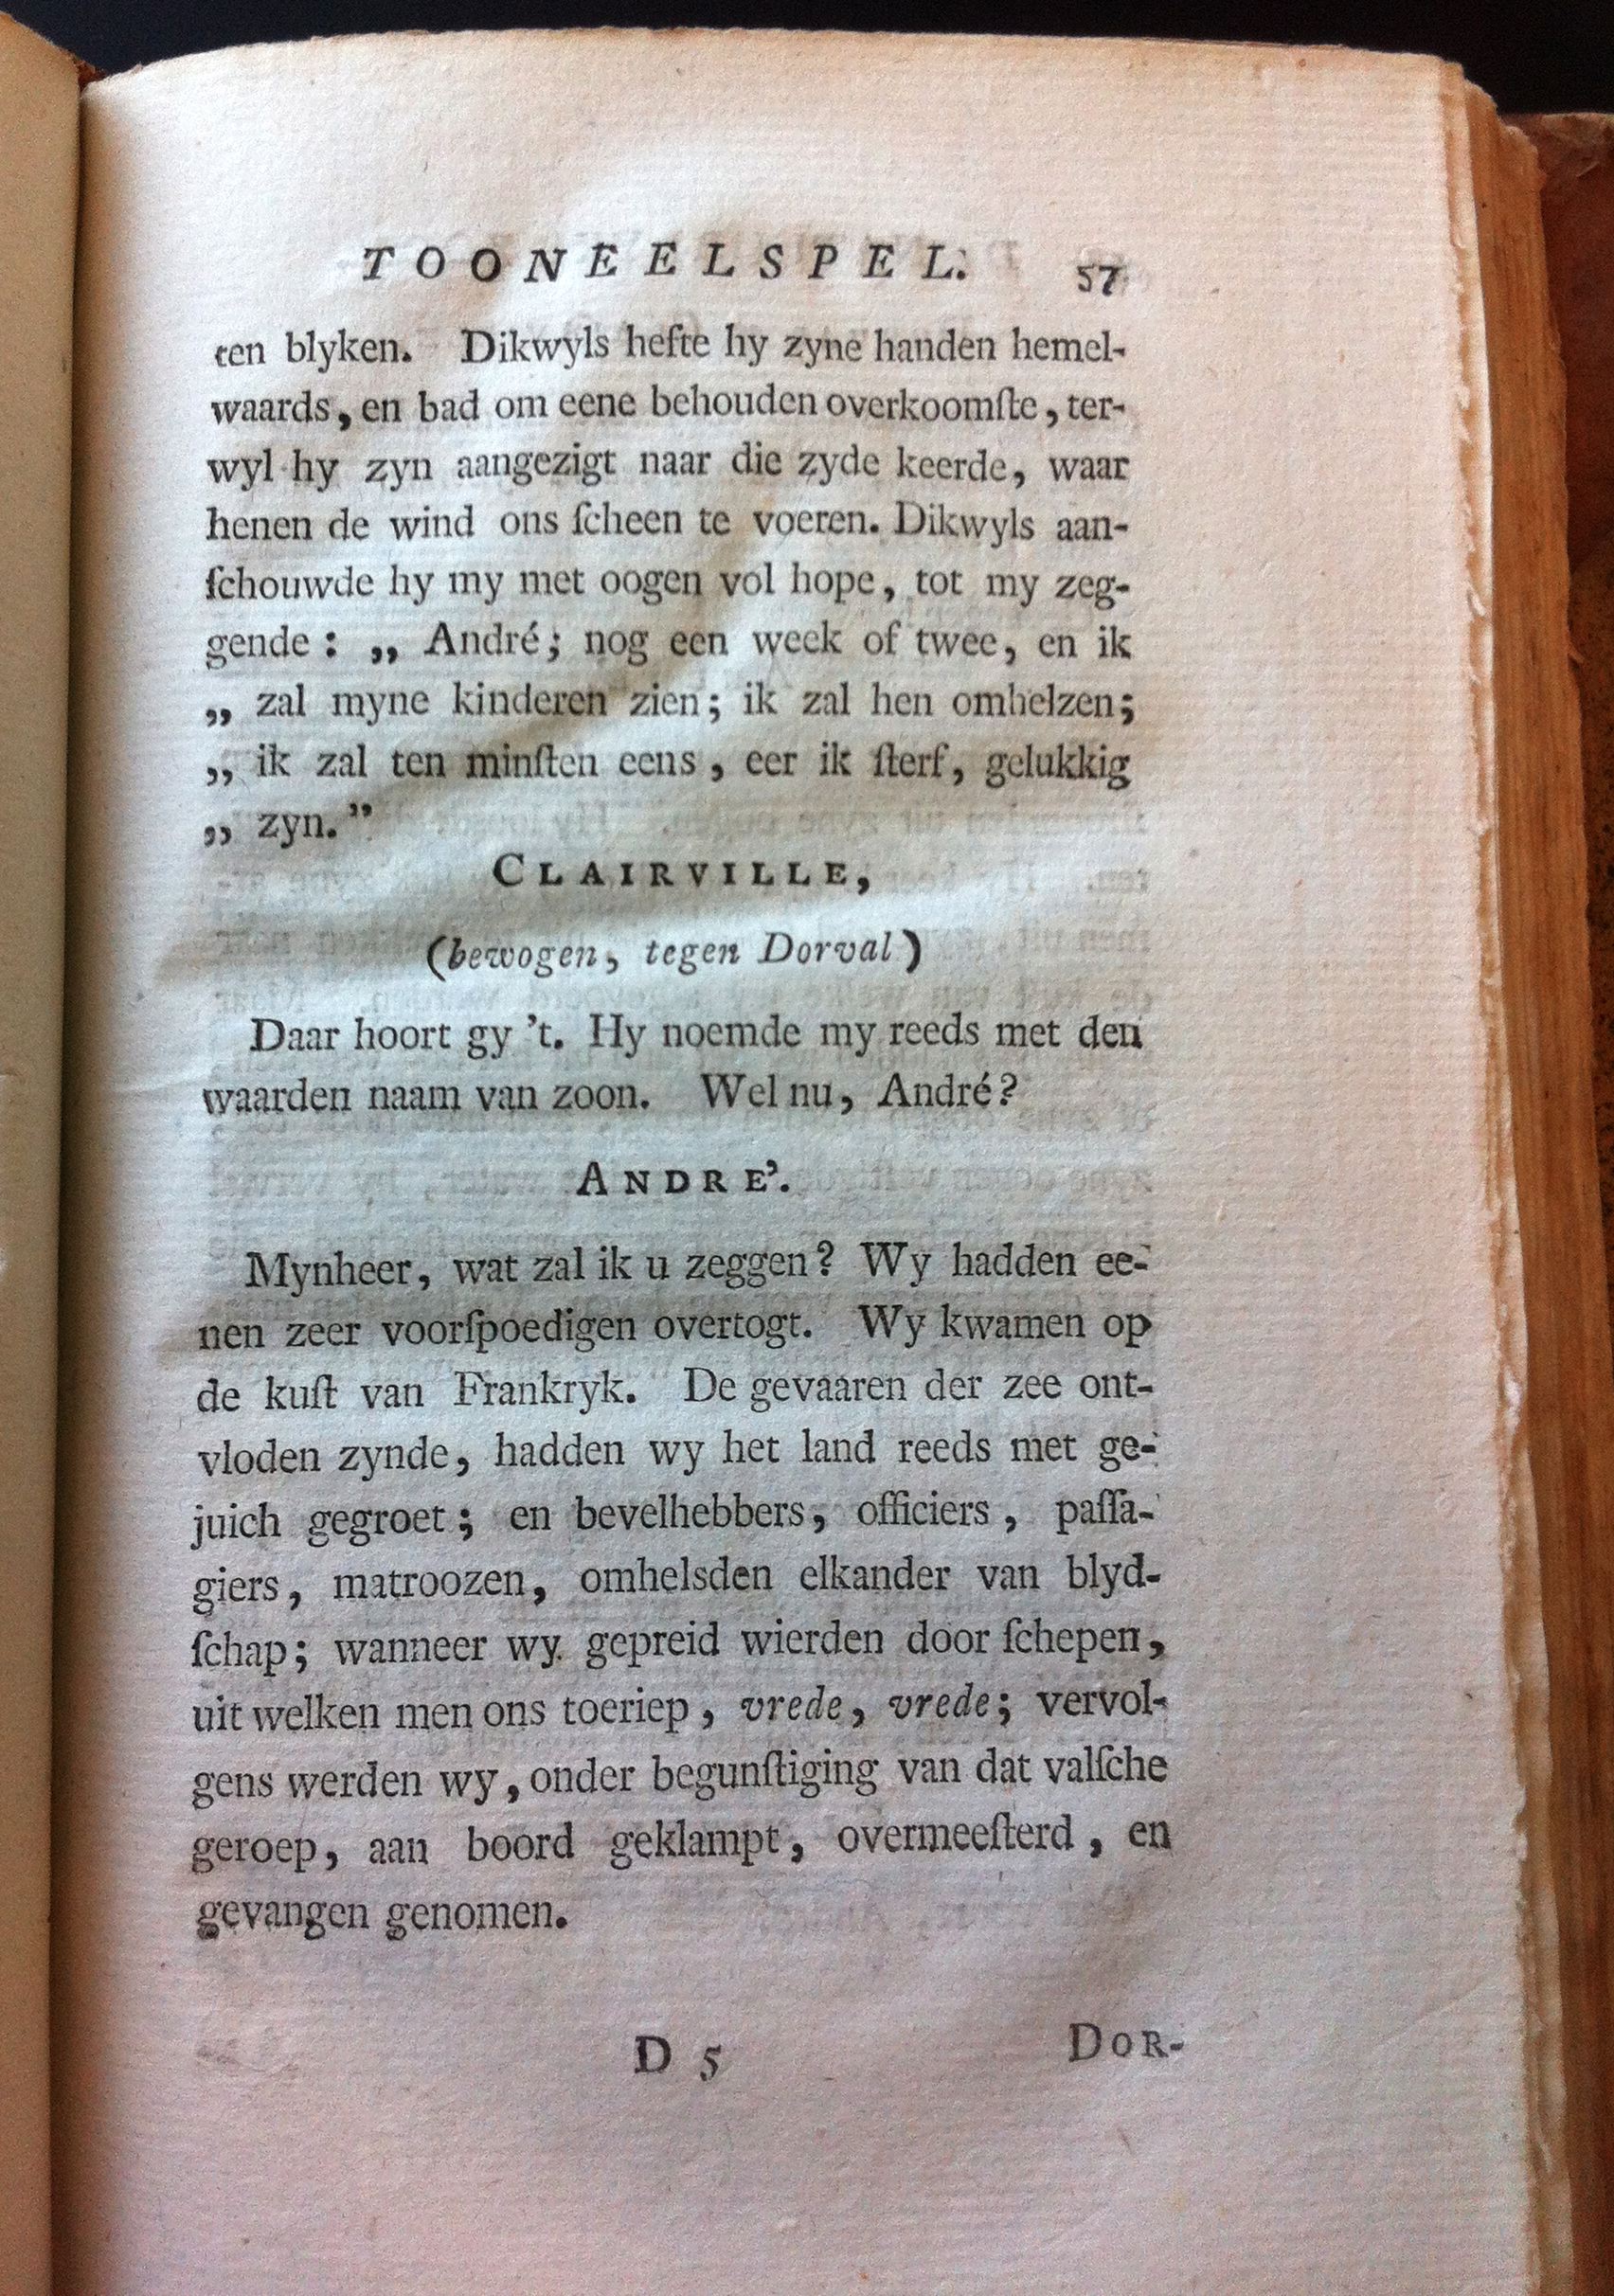 TOONEELSPEL. 57
ten blyken. Dikwyls hefte hy zyne handen hemel-
waards, en bad om eene behouden overkoomſte, ter-
wyl hy zyn aangezigt naar die zyde keerde, waar
henen de wind ons ſcheen te voeren. Dikwyls aan-
ſchouwde hy my met oogen vol hope, tot my zeg-
gende: „ André; nog een week of twee, en ik
„ zal myne kinderen zien; ik zal hen omhelzen;
„ ik zal ten minſten eens, eer ik ſterf, gelukkig
„ zyn.”
CLAIRVILLE,
(bewogen, tegen Dorval)
Daar hoort gy 't. Hy noemde my reeds met den
waarden naam van zoon. Wel nu, André?
ANDRE'.
Mynheer, wat zal ik u zeggen? Wy hadden ee-
nen zeer voorſpoedigen overtogt. Wy kwamen op
de kuſt van Frankryk. De gevaaren der zee ont-
vloden zynde, hadden wy het land reeds met ge-
juich gegroet; en bevelhebbers, officiers, paſſa-
giers, matroozen, omhelsden elkander van blyd-
ſchap; wanneer wy gepreid wierden door ſchepen,
uit welken men ons toeriep, vrede, vrede; vervol-
gens werden wy, onder begunſtiging van dat valſche
geroep, aan boord geklampt, overmeeſterd, en
gevangen genomen.
D 5 DOR-